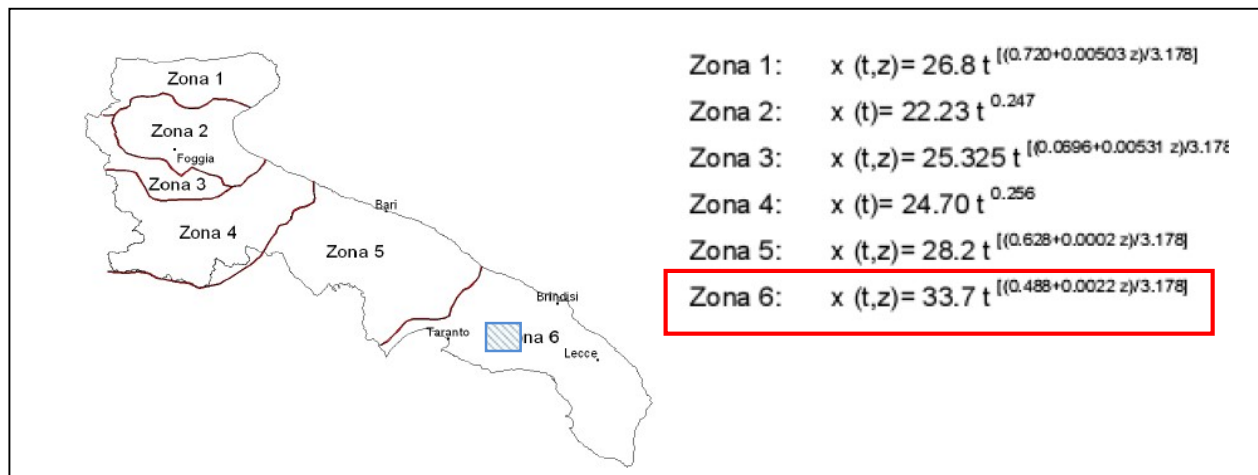 Zona 1
Zona 2
Foggia
Zona 3
Zona 4
Bari
Zona 5
Brindisi
Taranto
na 6
Lecce
Zona 1: x (t,z)= 26.8 t [(0.720+0.00503 z)/3.178]
Zona 2: x (t)= 22.23 t 0.247
Zona 3: x (t,z)= 25.325 t [(0.0696+0.00531 z)/3.178
Zona 4: x (t)= 24.70 t 0.256
Zona 5: x (t,z)= 28.2 t [(0.628+0.0002 z)/3.178]
Zona 6: x (t,z)= 33.7 t [(0.488+0.0022 z)/3.178]